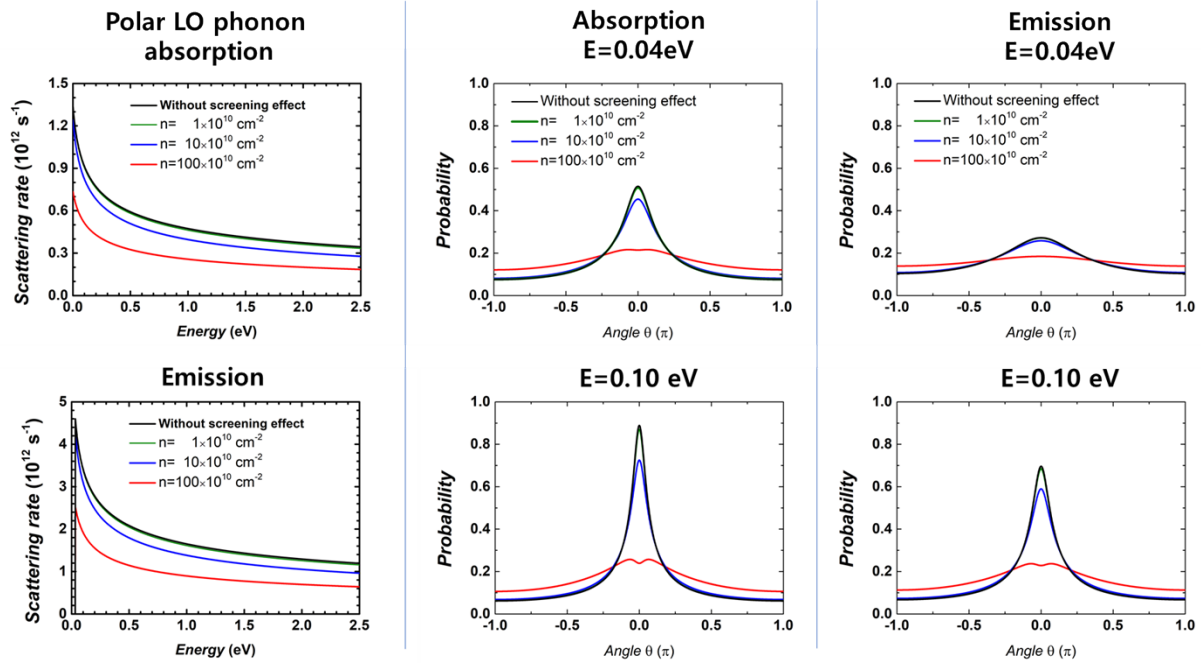 Polar LO phonon
absorption
1.5
1.2
0.9
0.6
0.3
0.0
Scattering rate (10¹² s⁻¹)
Without screening effect
n= 1×10¹⁰ cm⁻²
n= 10×10¹⁰ cm⁻²
n=100×10¹⁰ cm⁻²
0.0 0.5 1.0 1.5 2.0 2.5
Energy (eV)
Absorption
E=0.04eV
1.0
0.8
0.6
0.4
0.2
0.0
Probability
Without screening effect
n= 1×10¹⁰ cm⁻²
n= 10×10¹⁰ cm⁻²
n=100×10¹⁰ cm⁻²
-1.0 -0.5 0.0 0.5 1.0
Angle θ (π)
Emission
E=0.04eV
1.0
0.8
0.6
0.4
0.2
0.0
Probability
Without screening effect
n= 1×10¹⁰ cm⁻²
n= 10×10¹⁰ cm⁻²
n=100×10¹⁰ cm⁻²
-1.0 -0.5 0.0 0.5 1.0
Angle θ (π)
Emission
5
4
3
2
1
0
Scattering rate (10¹² s⁻¹)
Without screening effect
n= 1×10¹⁰ cm⁻²
n= 10×10¹⁰ cm⁻²
n=100×10¹⁰ cm⁻²
0.0 0.5 1.0 1.5 2.0 2.5
Energy (eV)
E=0.10 eV
1.0
0.8
0.6
0.4
0.2
0.0
Probability
-1.0 -0.5 0.0 0.5 1.0
Angle θ (π)
E=0.10 eV
1.0
0.8
0.6
0.4
0.2
0.0
Probability
-1.0 -0.5 0.0 0.5 1.0
Angle θ (π)